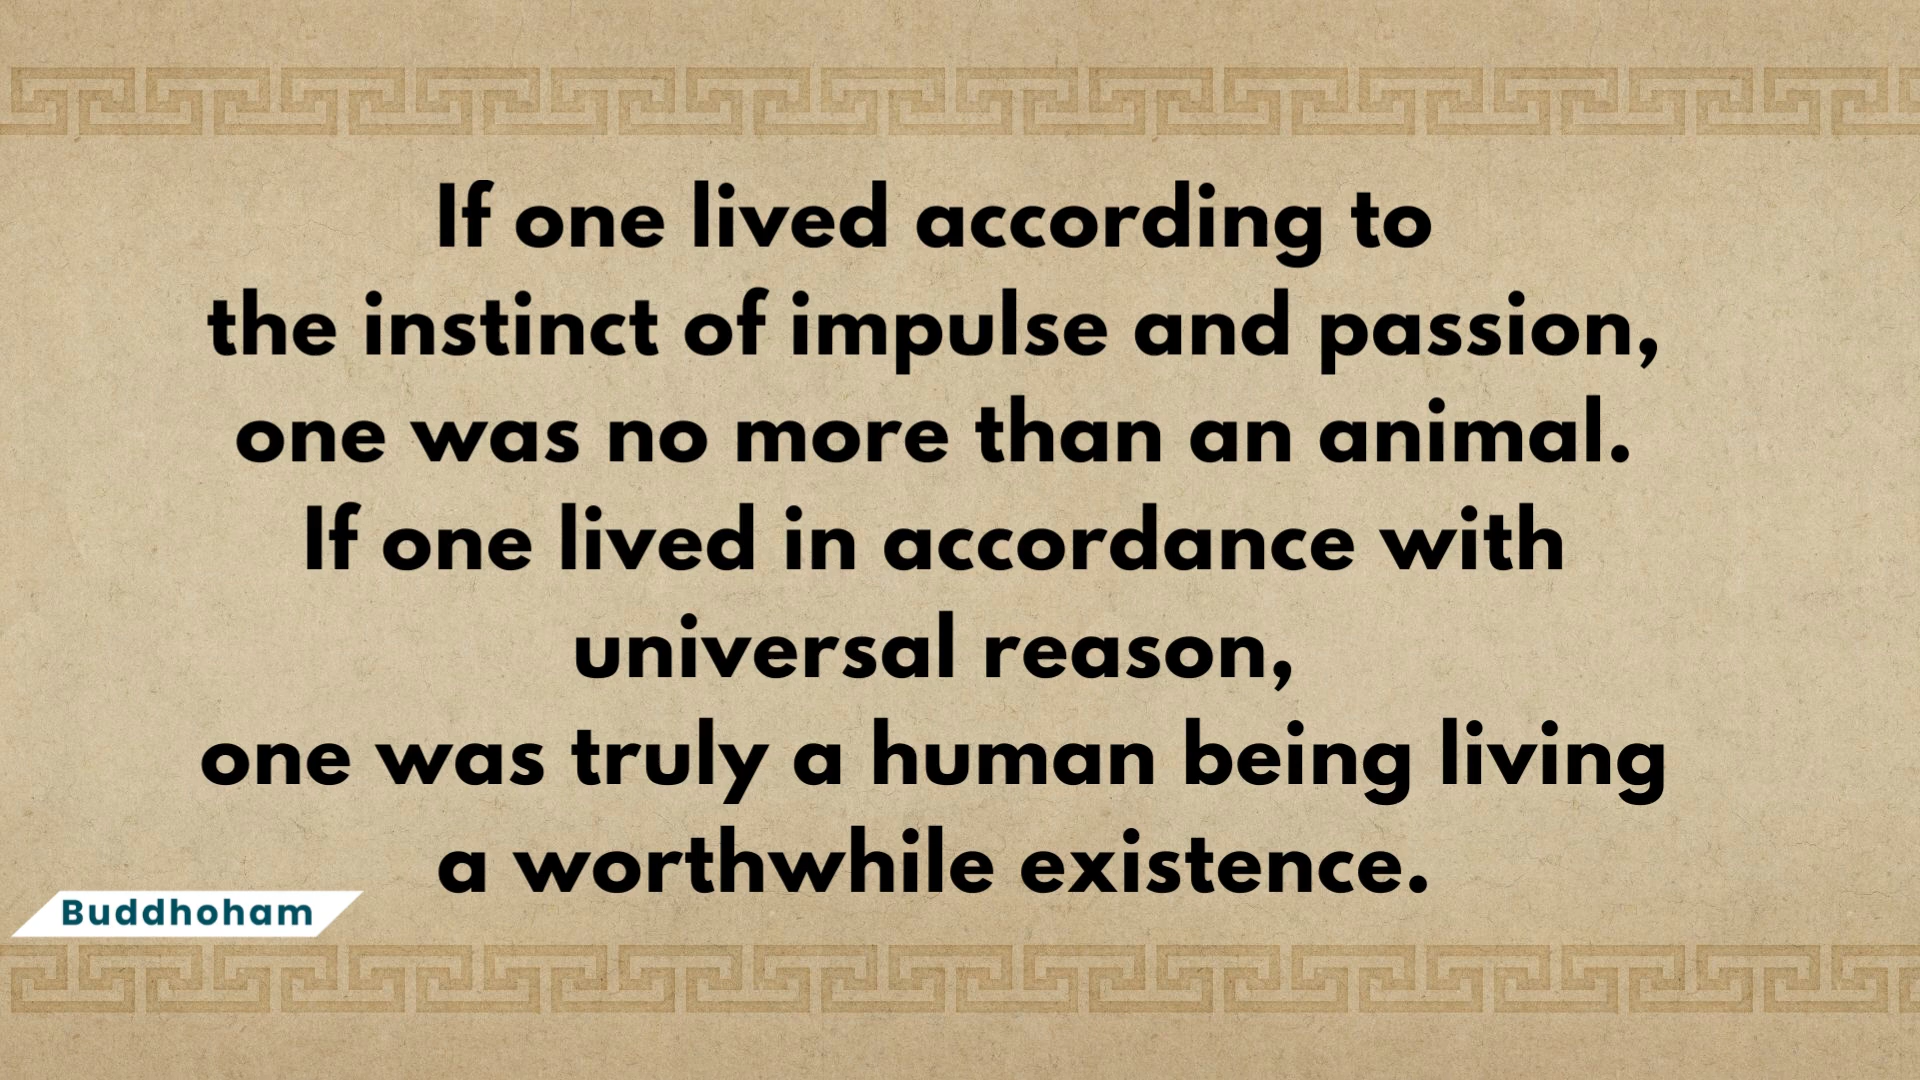 If one lived according to
the instinct of impulse and passion,
one was no more than an animal.
If one lived in accordance with
universal reason,
one was truly a human being living
a worthwhile existence.
Buddhoham